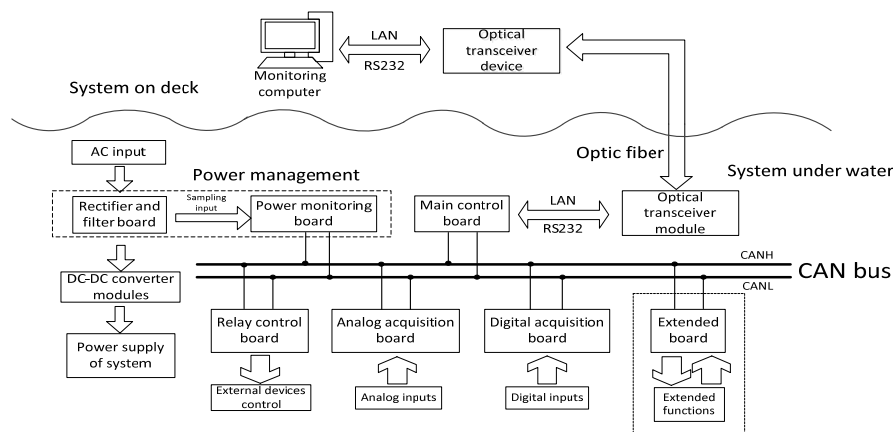 LAN
RS232
Optical
transceiver
device
Monitoring
computer
System on deck
Optic fiber
System under water
AC input
Power management
Rectifier and
filter board
Sampling
input
Power monitoring
board
Main control
board
LAN
RS232
Optical
transceiver
module
CANH
CANL
CAN bus
DC-DC converter
modules
Power supply
of system
Relay control
board
Analog acquisition
board
Digital acquisition
board
Extended
board
External devices
control
Analog inputs
Digital inputs
Extended
functions